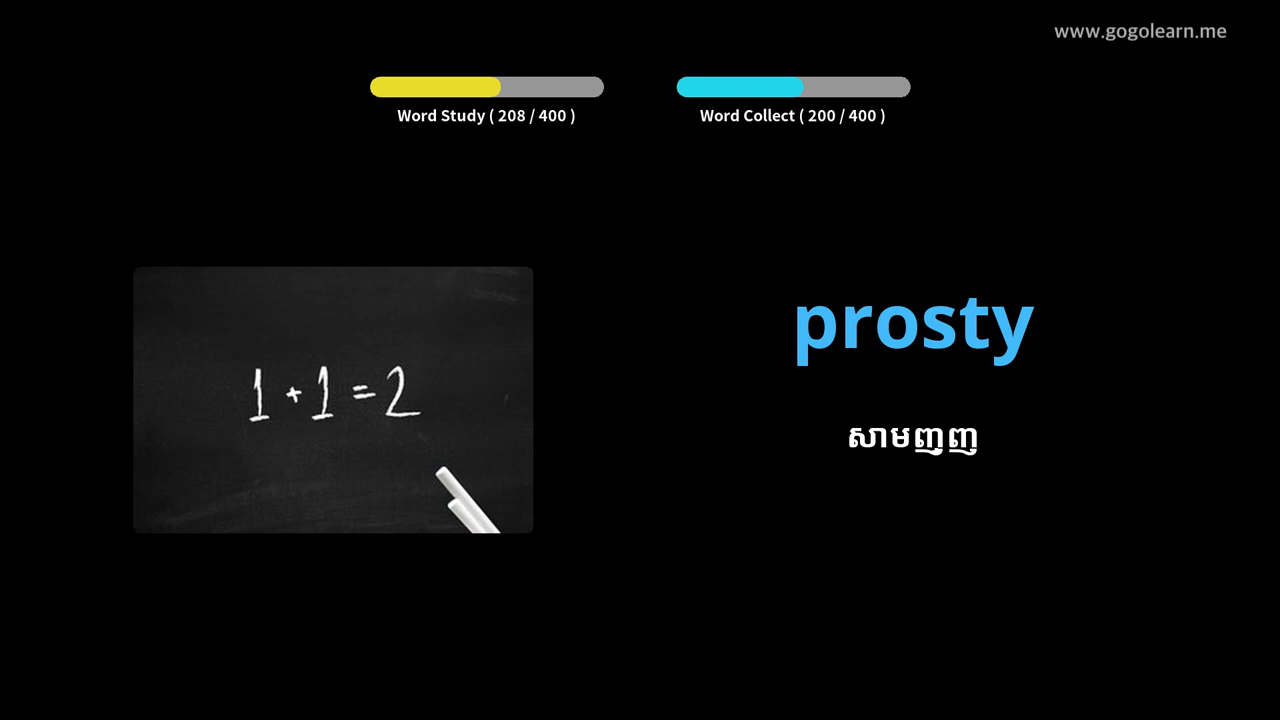 www.gogolearn.me
Word Study ( 208 / 400 )
Word Collect ( 200 / 400 )
1 + 1 = 2
prosty
សាមញ្ញ